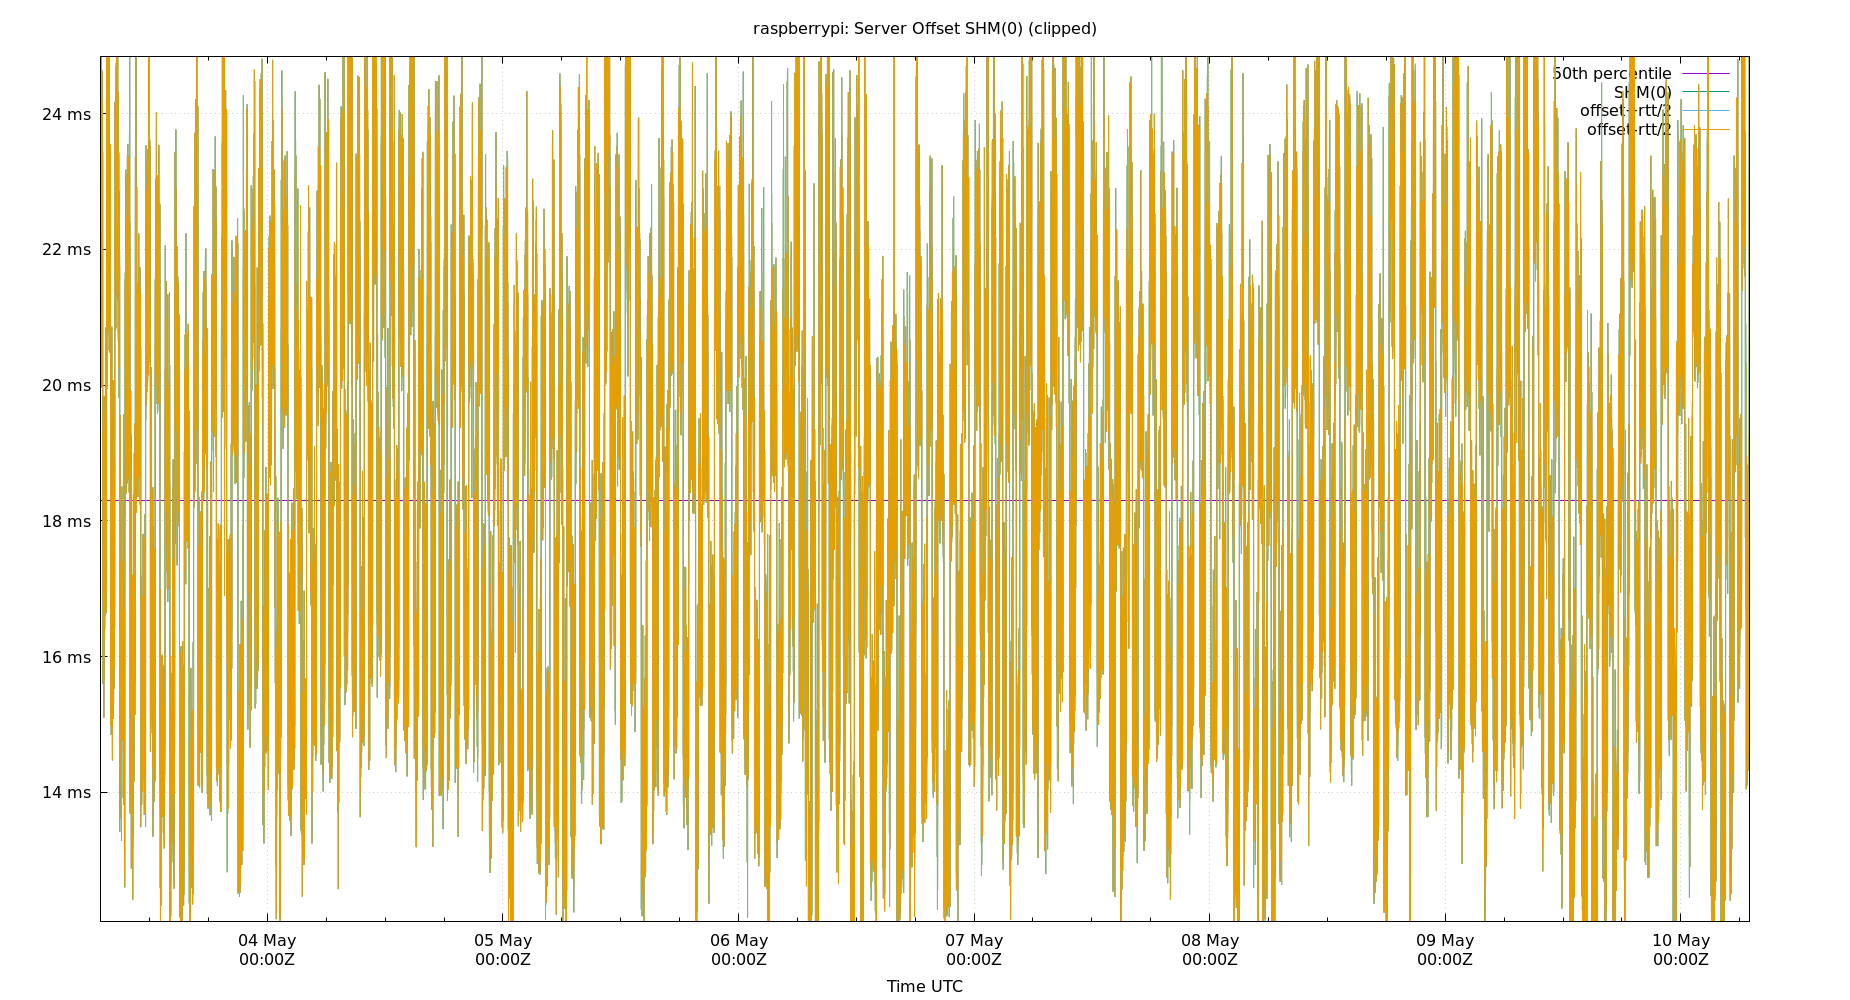 raspberrypi: Server Offset SHM(0) (clipped)
50th percentile
SHM(0)
offset+rtt/2
offset-rtt/2
24 ms
22 ms
20 ms
18 ms
16 ms
14 ms
04 May 05 May 06 May 07 May 08 May 09 May 10 May
00:00Z 00:00Z 00:00Z 00:00Z 00:00Z 00:00Z 00:00Z
Time UTC